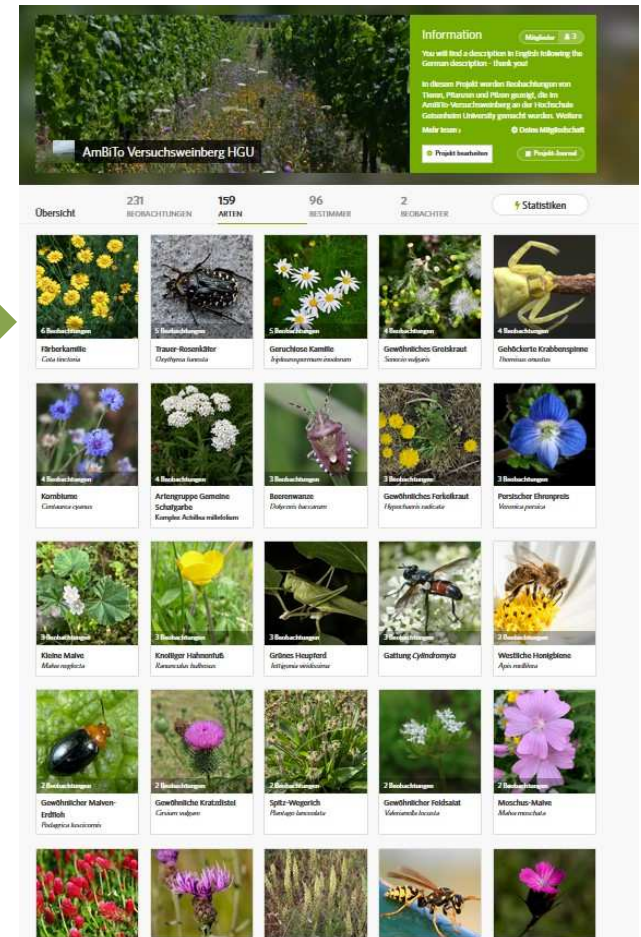 Information
Mitglieder 3
You will find a description in English following the
German description - thank you!
In diesem Projekt werden Beobachtungen von
Tieren, Pflanzen und Pilzen gezeigt, die im
AmBiTo-Versuchsweinberg an der Hochschule
Geisenheim University gemacht wurden. Weitere
Mehr lesen ›
Deine Mitgliedschaft
AmBiTo Versuchsweinberg HGU
Projekt bearbeiten
Projekt-Journal
Übersicht
231
BEOBACHTUNGEN
159
ARTEN
96
BESTIMMER
2
BEOBACHTER
Statistiken
6 Beobachtungen
Färberkamille
Cota tinctoria
5 Beobachtungen
Trauer-Rosenkäfer
Oxythyrea funesta
5 Beobachtungen
Geruchlose Kamille
Tripleurospermum inodorum
4 Beobachtungen
Gewöhnliches Greiskraut
Senecio vulgaris
4 Beobachtungen
Gehöckerte Krabbenspinne
Thomisus onustus
4 Beobachtungen
Kornblume
Centaurea cyanus
4 Beobachtungen
Artengruppe Gemeine
Schafgarbe
Komplex Achillea millefolium
3 Beobachtungen
Beerenwanze
Dolycoris baccarum
3 Beobachtungen
Gewöhnliches Ferkelkraut
Hypochaeris radicata
3 Beobachtungen
Persischer Ehrenpreis
Veronica persica
3 Beobachtungen
Kleine Malve
Malva neglecta
3 Beobachtungen
Knolliger Hahnenfuß
Ranunculus bulbosus
3 Beobachtungen
Grünes Heupferd
Tettigonia viridissima
3 Beobachtungen
Gattung Cylindromyia
2 Beobachtungen
Westliche Honigbiene
Apis mellifera
2 Beobachtungen
Gewöhnlicher Malven-
Erdfloh
Podagrica fuscicornis
2 Beobachtungen
Gewöhnliche Kratzdistel
Cirsium vulgare
2 Beobachtungen
Spitz-Wegerich
Plantago lanceolata
2 Beobachtungen
Gewöhnlicher Feldsalat
Valerianella locusta
2 Beobachtungen
Moschus-Malve
Malva moschata